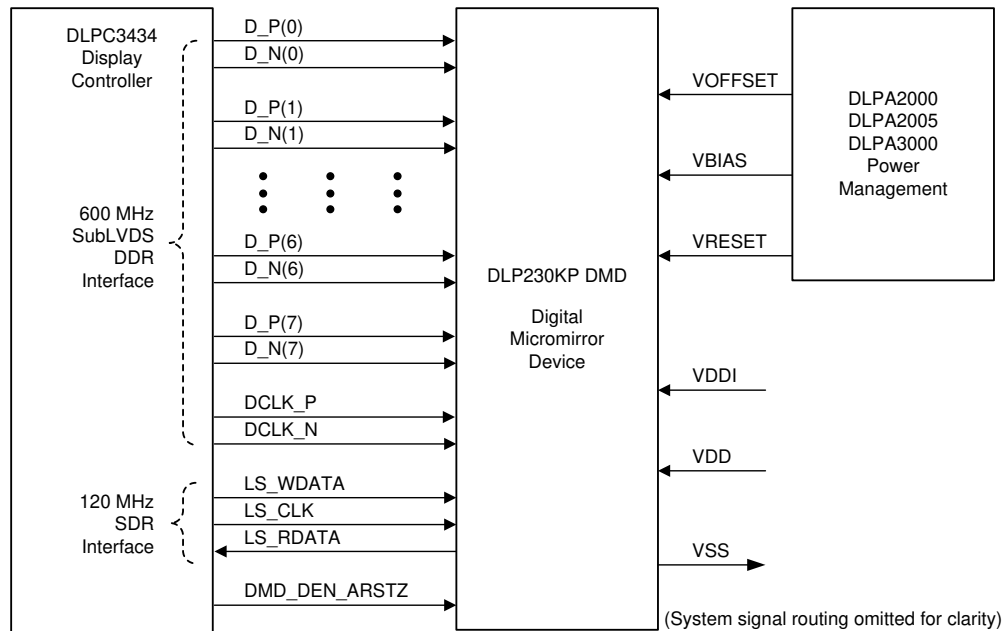 DLPC3434
Display
Controller
600 MHz
SubLVDS
DDR
Interface
120 MHz
SDR
Interface
D_P(0)
D_N(0)
D_P(1)
D_N(1)
D_P(6)
D_N(6)
D_P(7)
D_N(7)
DCLK_P
DCLK_N
LS_WDATA
LS_CLK
LS_RDATA
DMD_DEN_ARSTZ
DLP230KP DMD
Digital
Micromirror
Device
VOFFSET
VBIAS
VRESET
VDDI
VDD
VSS
DLPA2000
DLPA2005
DLPA3000
Power
Management
(System signal routing omitted for clarity)